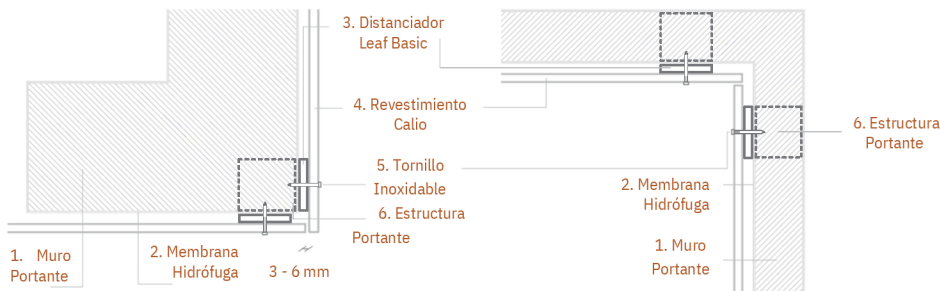 3. Distanciador
Leaf Basic
4. Revestimiento
Calio
5. Tornillo
Inoxidable
6. Estructura
Portante
1. Muro
Portante
2. Membrana
Hidrófuga
3 - 6 mm
6. Estructura
Portante
2. Membrana
Hidrófuga
1. Muro
Portante